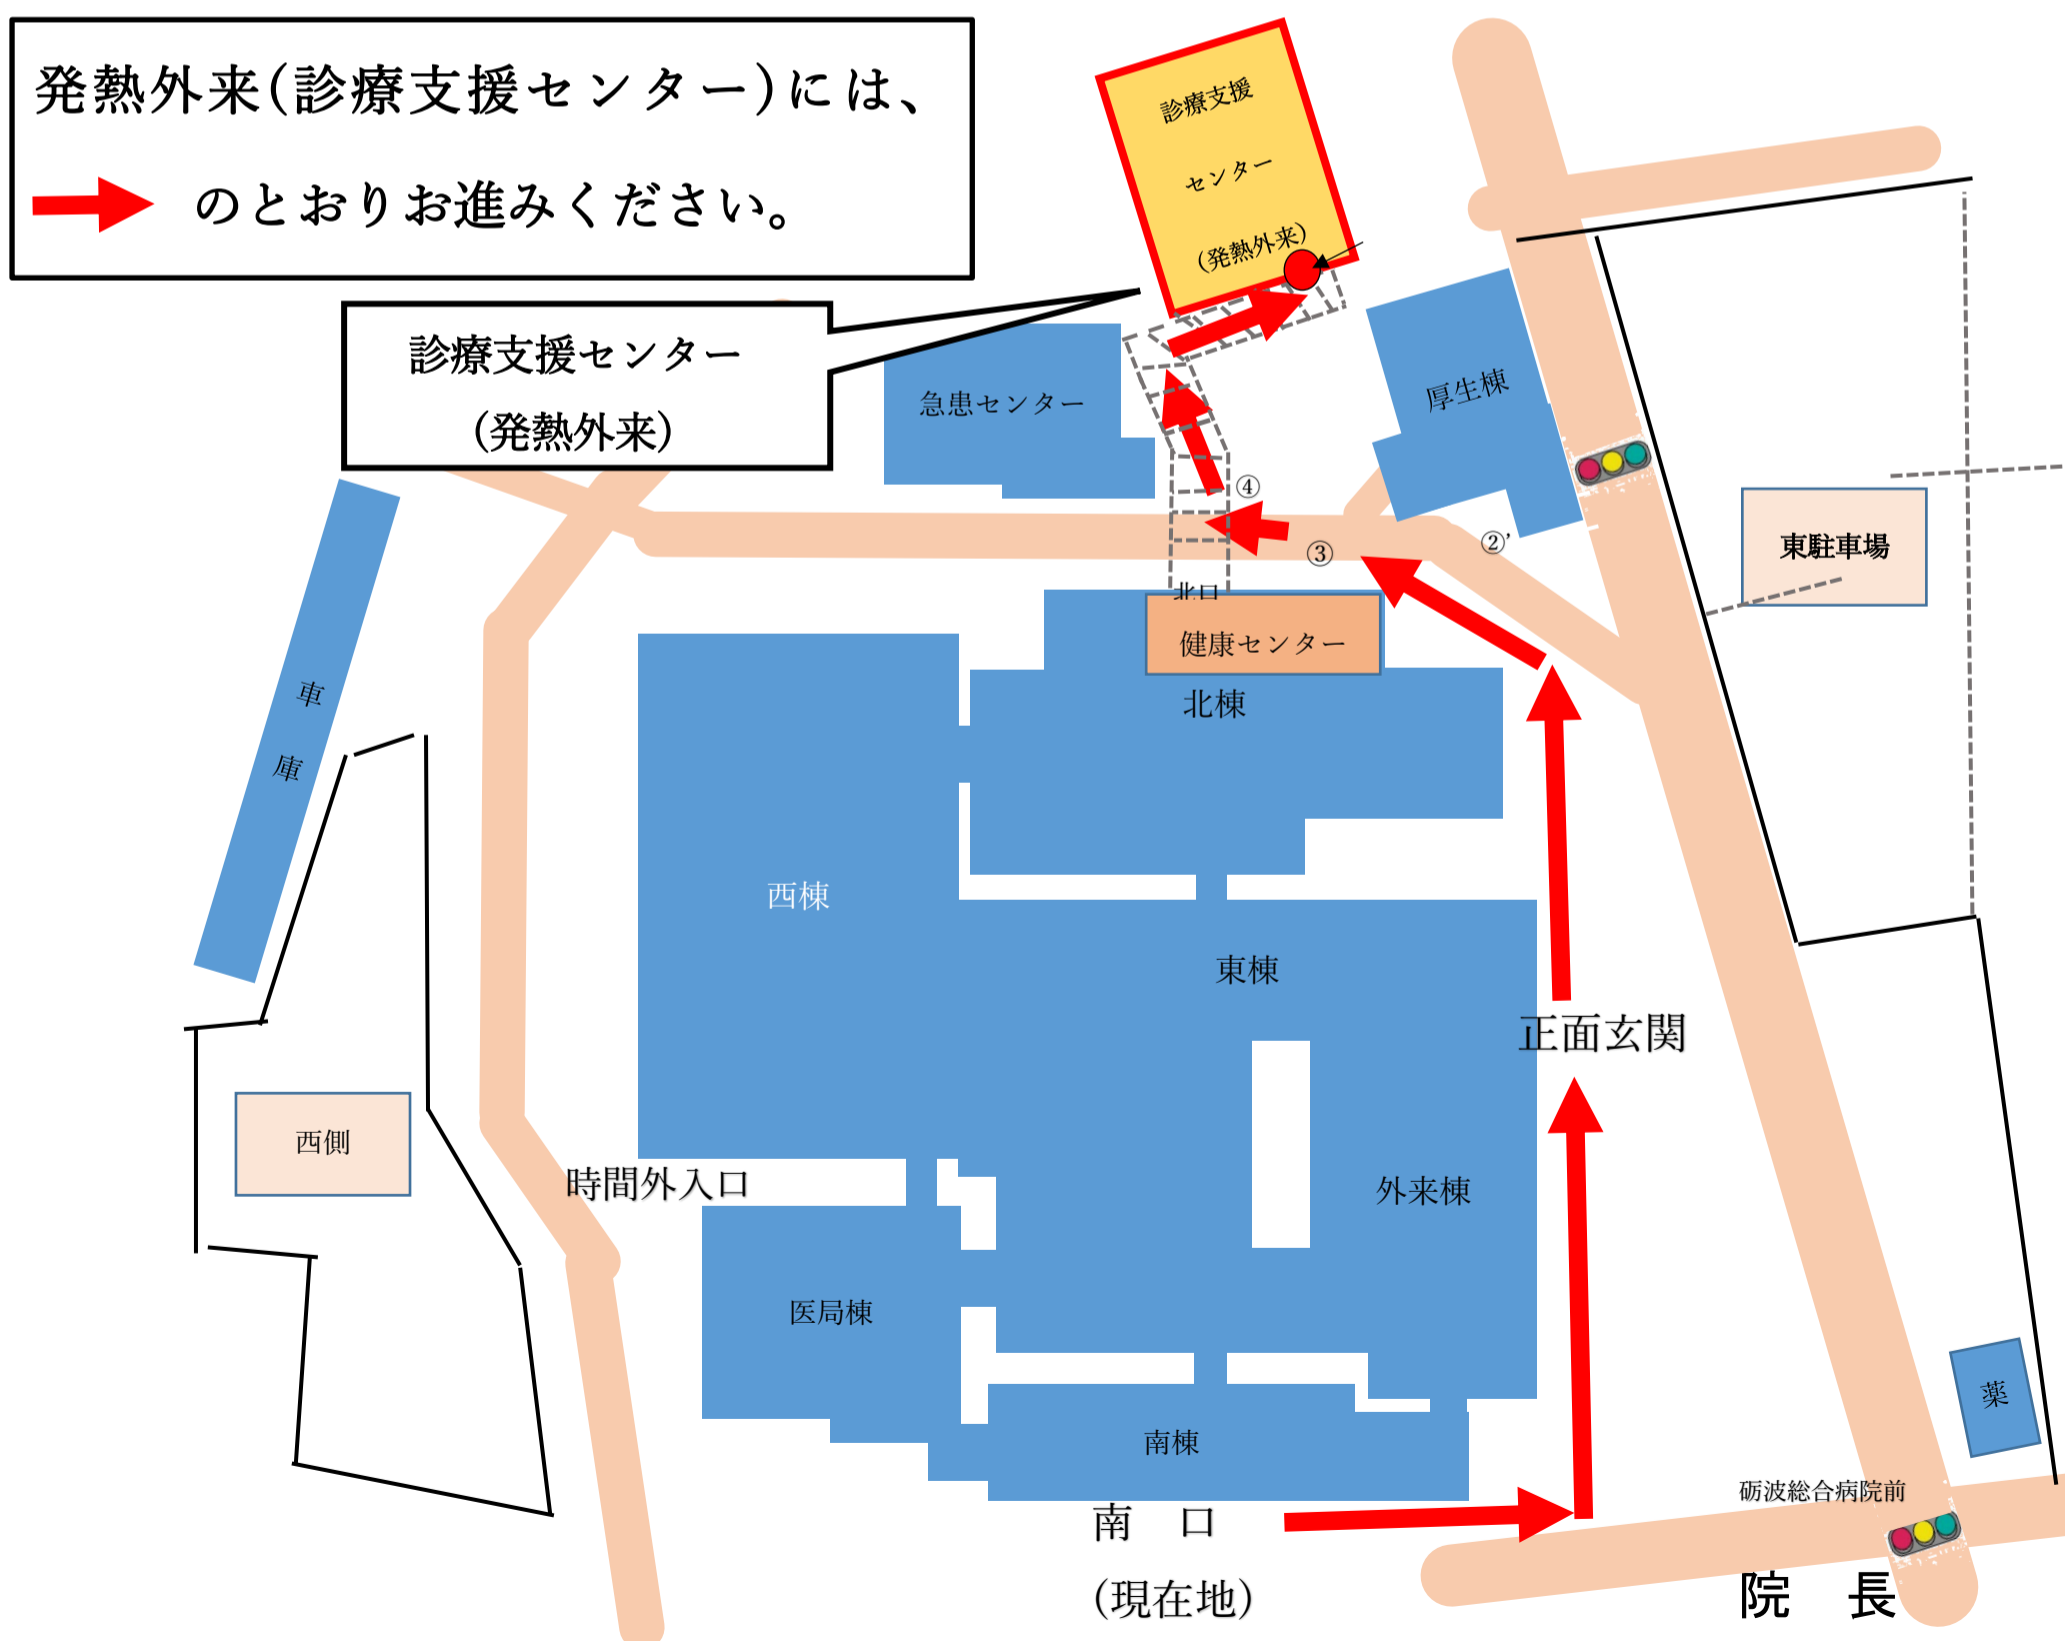 発熱外来(診療支援センター)には、
のとおりお進みください。
診療支援
センター
(発熱外来)
診療支援センター
(発熱外来)
急患センター
厚生棟
④
③
②’
東駐車場
北口
健康センター
北棟
車
庫
西棟
東棟
正面玄関
西側
時間外入口
外来棟
医局棟
薬
南棟
砺波総合病院前
南　口
(現在地)
院　長